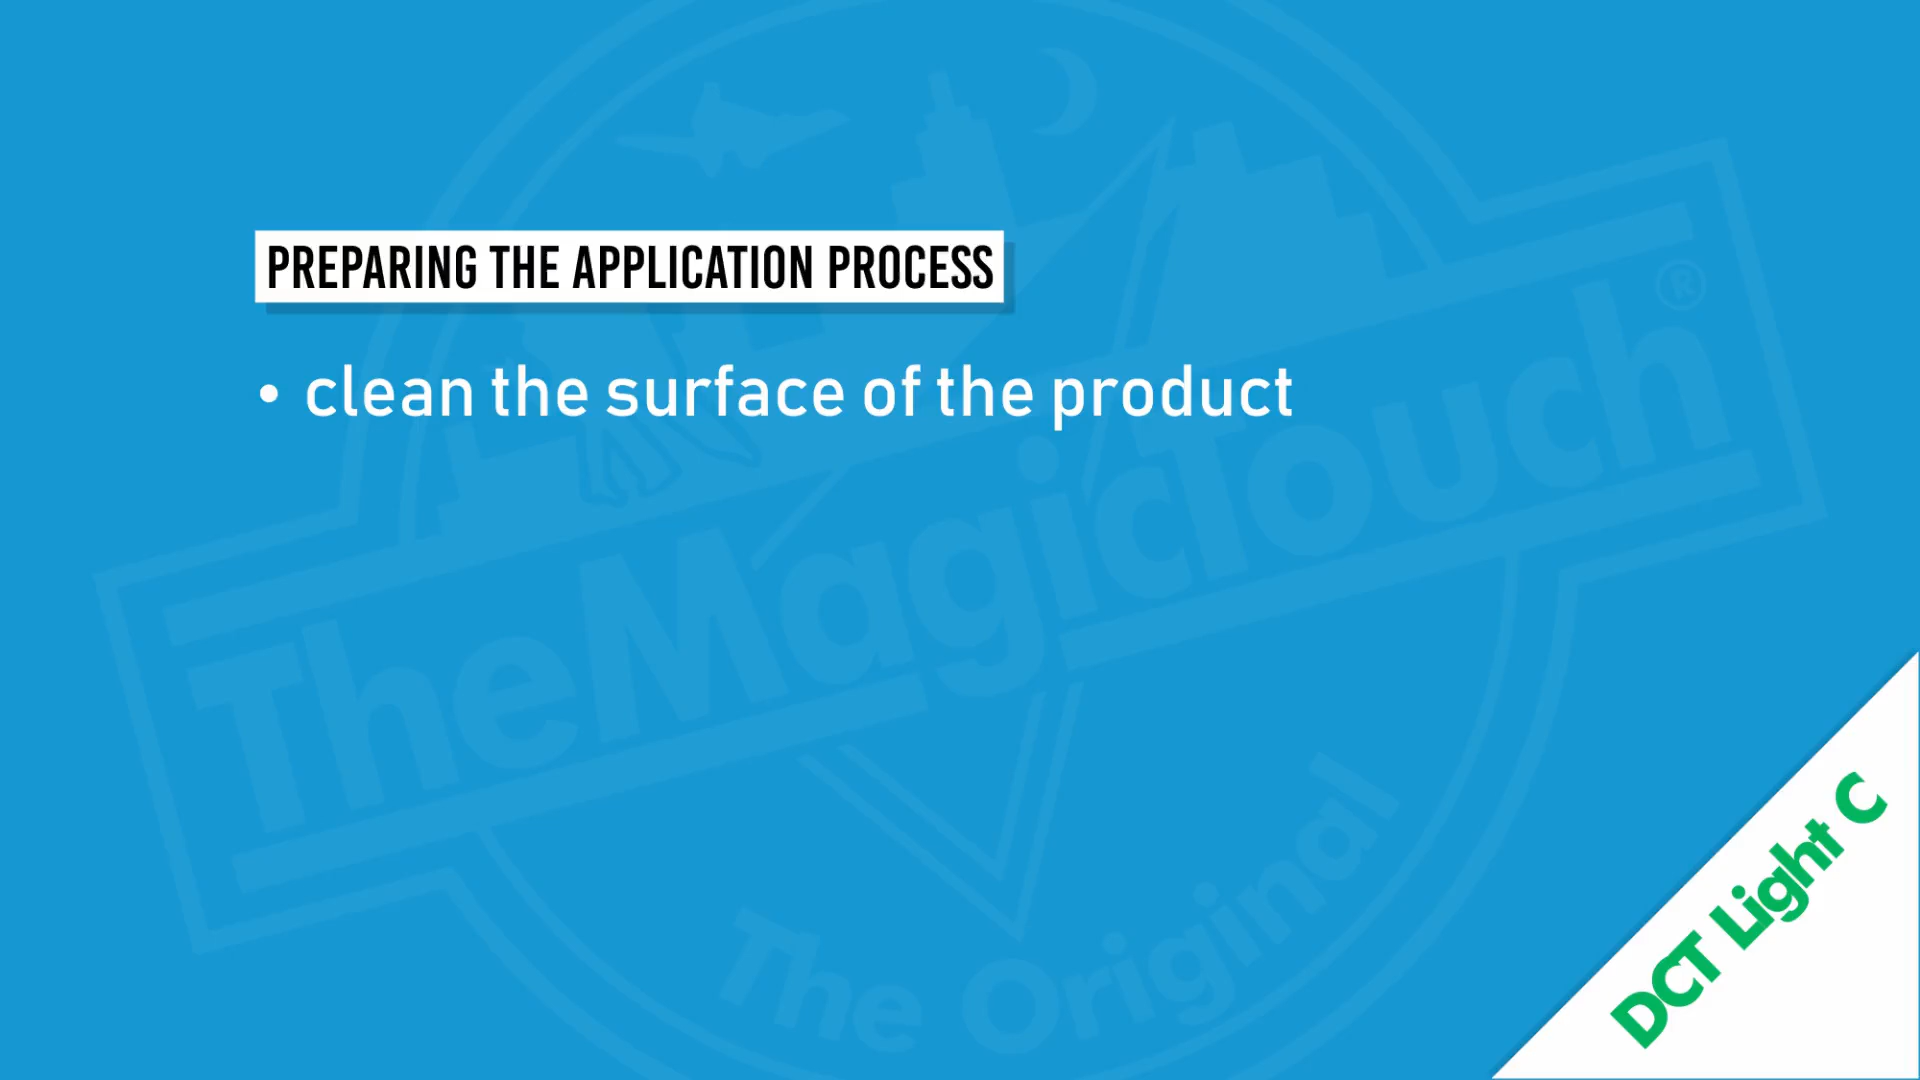 PREPARING THE APPLICATION PROCESS
• clean the surface of the product
TheMagicTouch®
The Original
DCT Light C